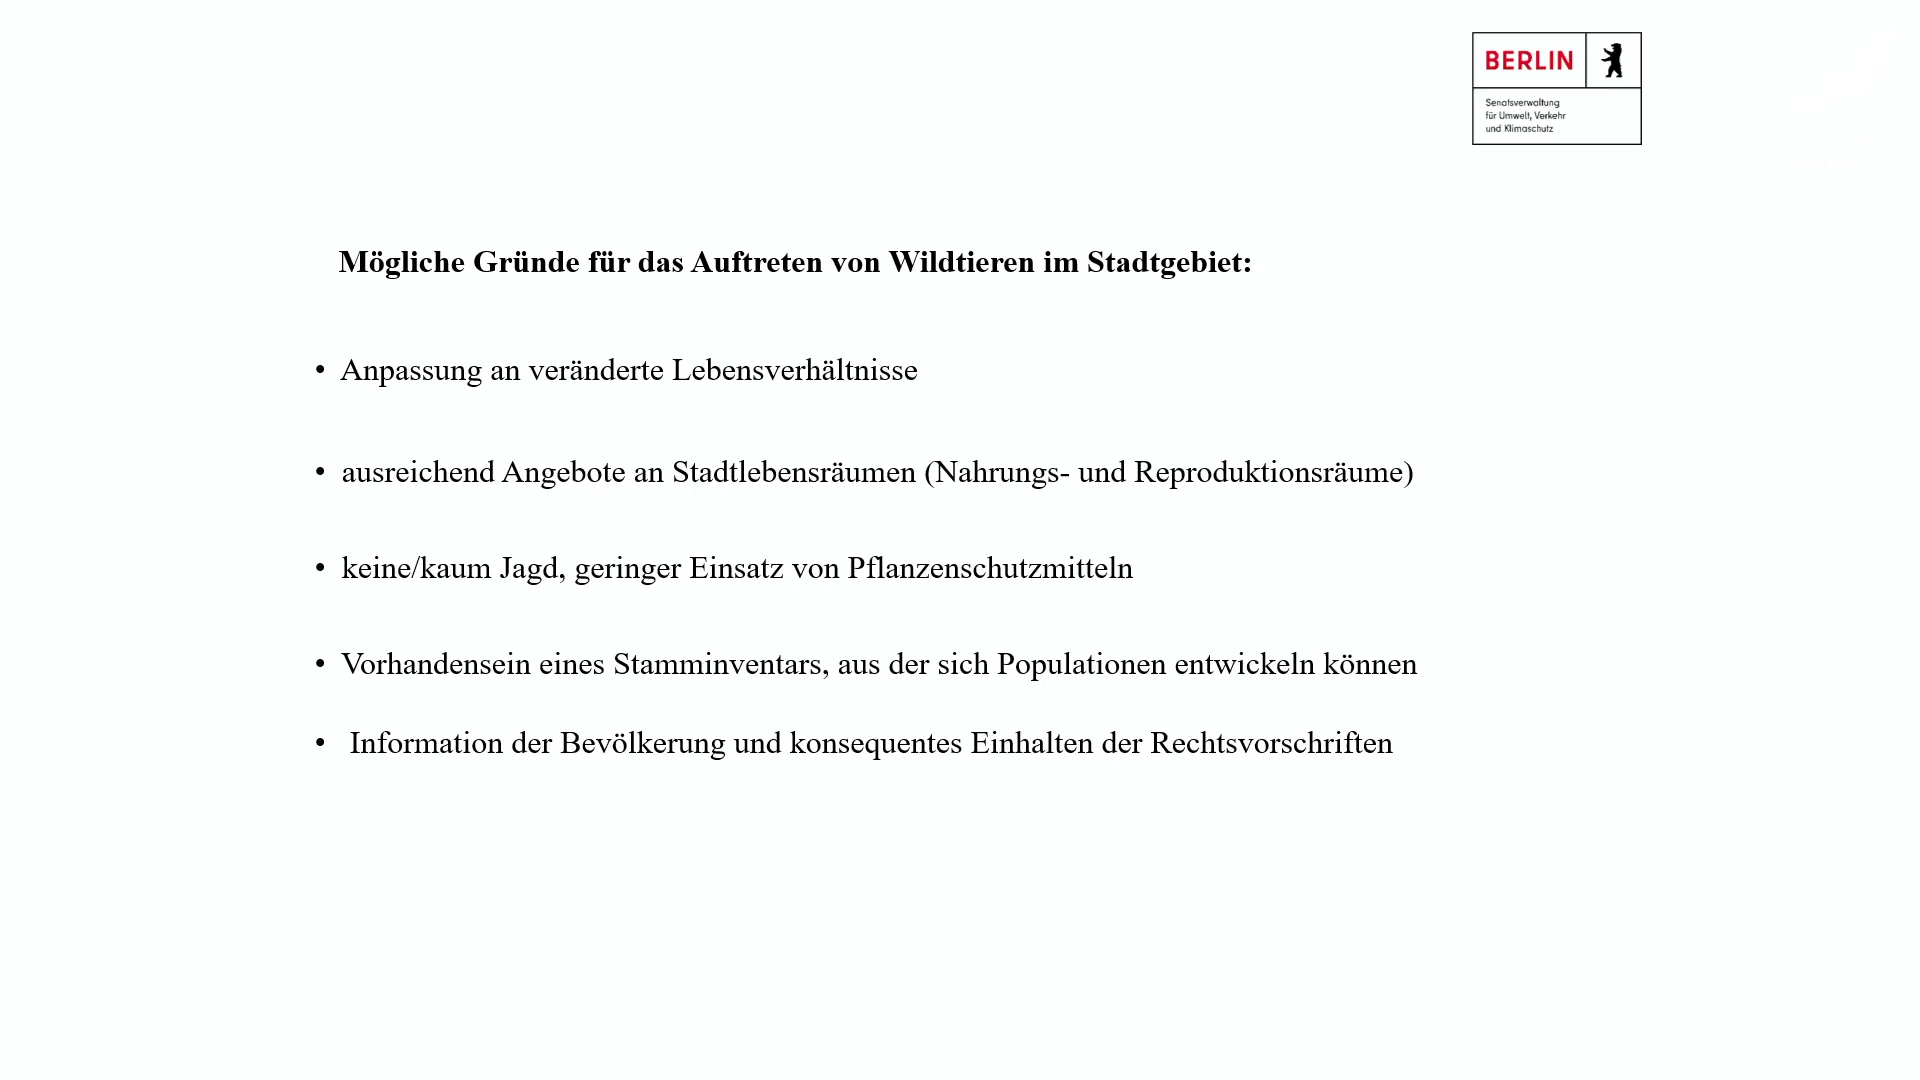 BERLIN
Senatsverwaltung
für Umwelt, Verkehr
und Klimaschutz
Mögliche Gründe für das Auftreten von Wildtieren im Stadtgebiet:
• Anpassung an veränderte Lebensverhältnisse
• ausreichend Angebote an Stadtlebensräumen (Nahrungs- und Reproduktionsräume)
• keine/kaum Jagd, geringer Einsatz von Pflanzenschutzmitteln
• Vorhandensein eines Stamminventars, aus der sich Populationen entwickeln können
• Information der Bevölkerung und konsequentes Einhalten der Rechtsvorschriften